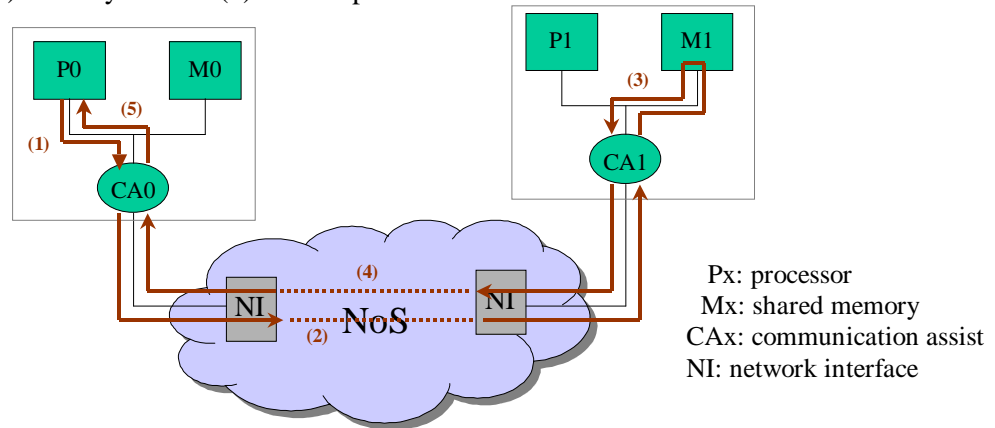 P0
M0
P1
M1
(1)
(5)
(3)
CA0
CA1
(4)
NI
NI
NoS
(2)
Px: processor
Mx: shared memory
CAx: communication assist
NI: network interface